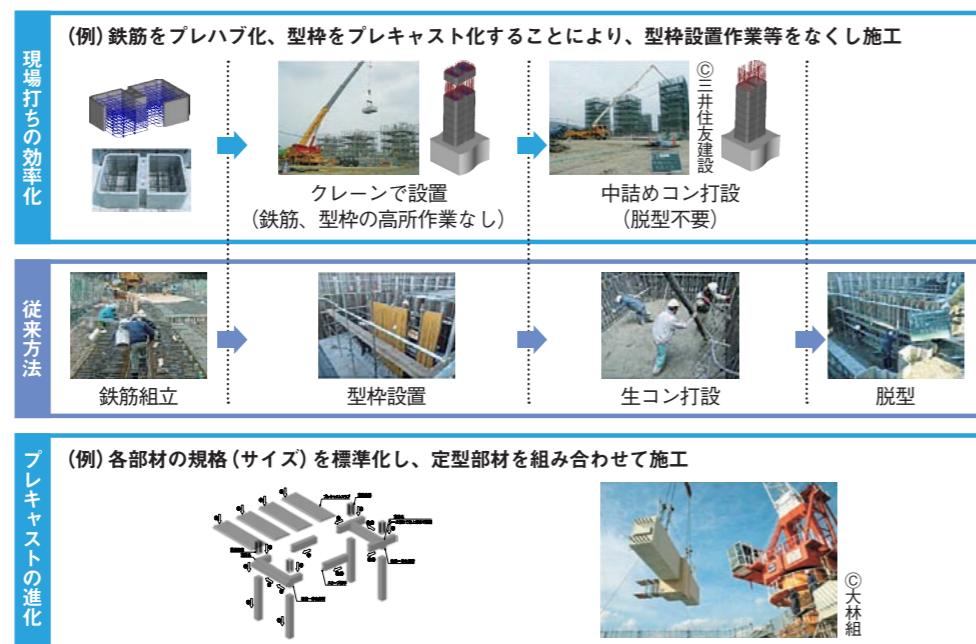 現場打ちの効率化
(例) 鉄筋をプレハブ化、型枠をプレキャスト化することにより、型枠設置作業等をなくし施工
クレーンで設置
(鉄筋、型枠の高所作業なし)
中詰めコン打設
(脱型不要)
Ⓒ三井住友建設
従来方法
鉄筋組立
型枠設置
生コン打設
脱型
プレキャストの進化
(例) 各部材の規格 (サイズ) を標準化し、定型部材を組み合わせて施工
Ⓒ大林組